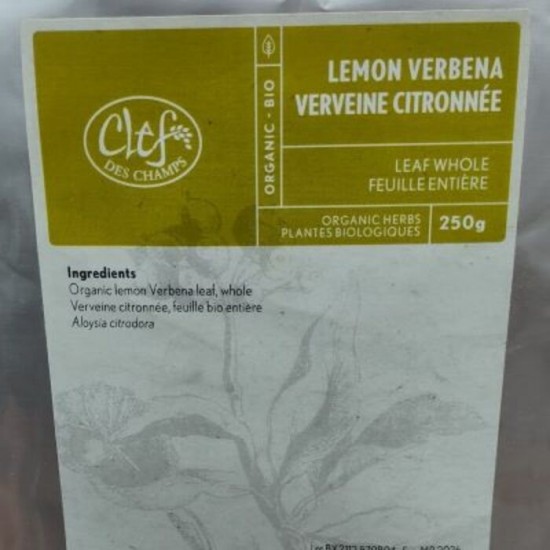 Clef
DES CHAMPS
ORGANIC - BIO
LEMON VERBENA
VERVEINE CITRONNÉE
LEAF WHOLE
FEUILLE ENTIÈRE
ORGANIC HERBS
PLANTES BIOLOGIQUES
250g
Ingredients
Organic lemon Verbena leaf, whole
Verveine citronnée, feuille bio entière
Aloysia citrodora